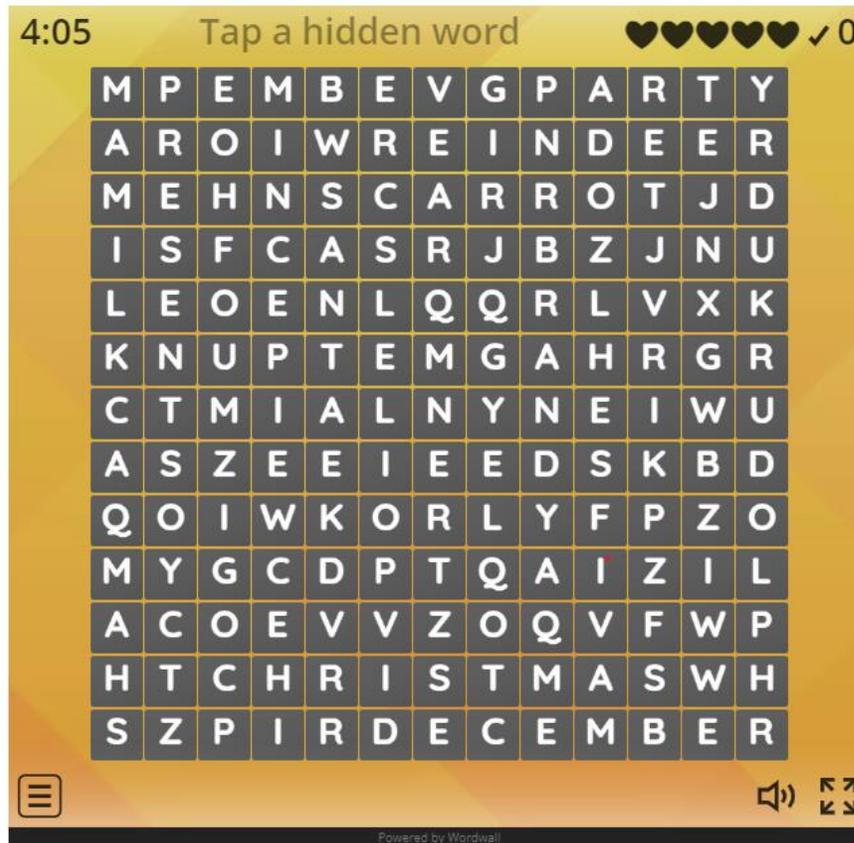 4:05 Tap a hidden word ✓ 0
M P E M B E V G P A R T Y
A R O I W R E I N D E E R
M E H N S C A R R O T J D
I S F C A S R J B Z J N U
L E O E N L Q Q R L V X K
K N U P T E M G A H R G R
C T M I A L N Y N E I W U
A S Z E E I E E D S K B D
Q O I W K O R L Y F P Z O
M Y G C D P T Q A I Z I L
A C O E V V Z O Q V F W P
H T C H R I S T M A S W H
S Z P I R D E C E M B E R
Powered by Wordwall